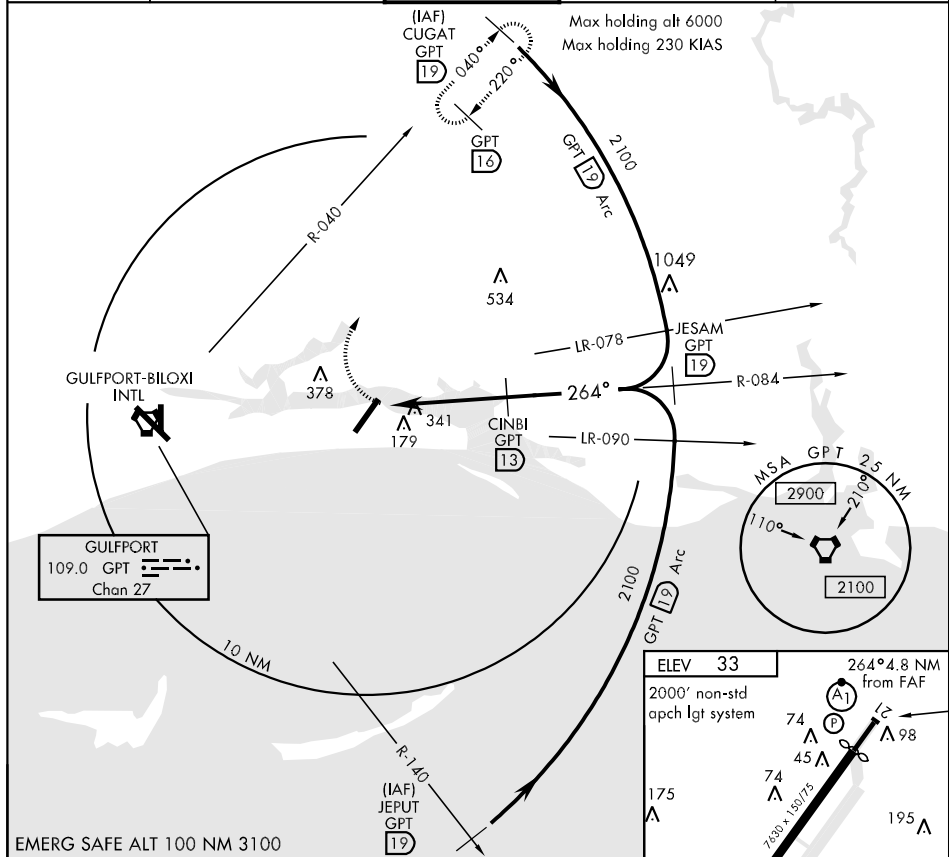 (IAF)
CUGAT
GPT
19
Max holding alt 6000
Max holding 230 KIAS
040°
220°
GPT
16
GPT 19 Arc
2100
R-040
1049
534
LR-078
JESAM
GPT
19
R-084
GULFPORT-BILOXI
INTL
378
264°
341
179
CINBI
GPT
13
LR-090
MSA GPT 25 NM
2900
210°
110°
2100
GULFPORT
109.0 GPT
Chan 27
10 NM
2100
GPT 19 Arc
R-140
(IAF)
JEPUT
GPT
19
EMERG SAFE ALT 100 NM 3100
ELEV 33
264° 4.8 NM
from FAF
2000' non-std
apch lgt system
A1
P
21
74
98
45
74
175
7630 x 150/75
195